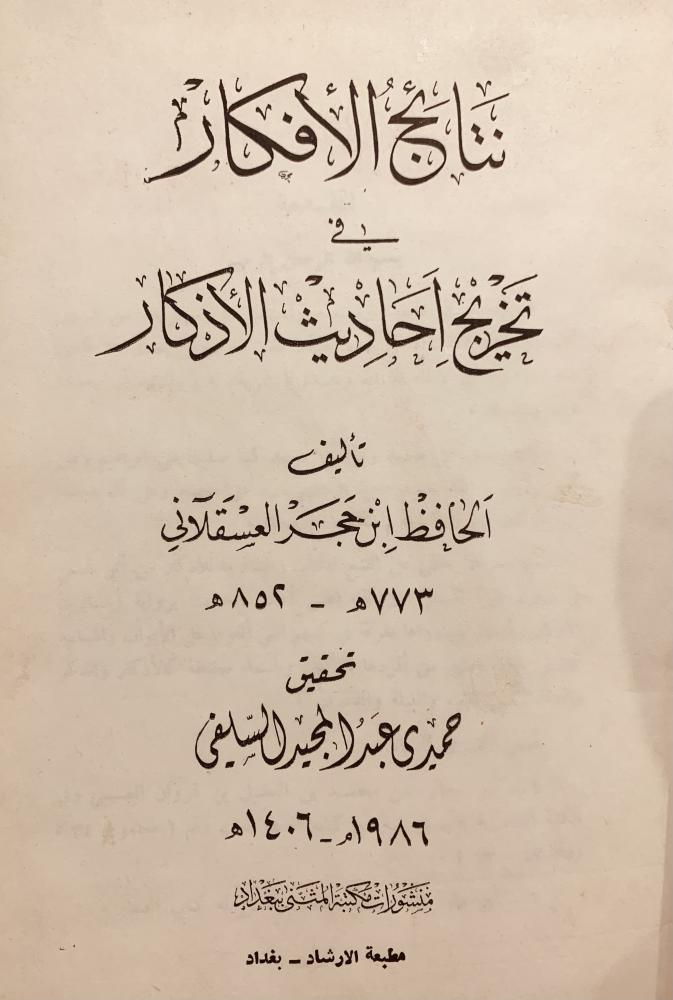 نتائج الأفكار
في
تخريج أحاديث الأذكار
تأليف
الحافظ ابن حجر العسقلاني
٧٧٣هـ - ٨٥٢هـ
تحقيق
حمدي عبد المجيد السلفي
١٩٨٦م - ١٤٠٦هـ
منشورات مكتبة المثنى ببغداد
مطبعة الارشاد - بغداد